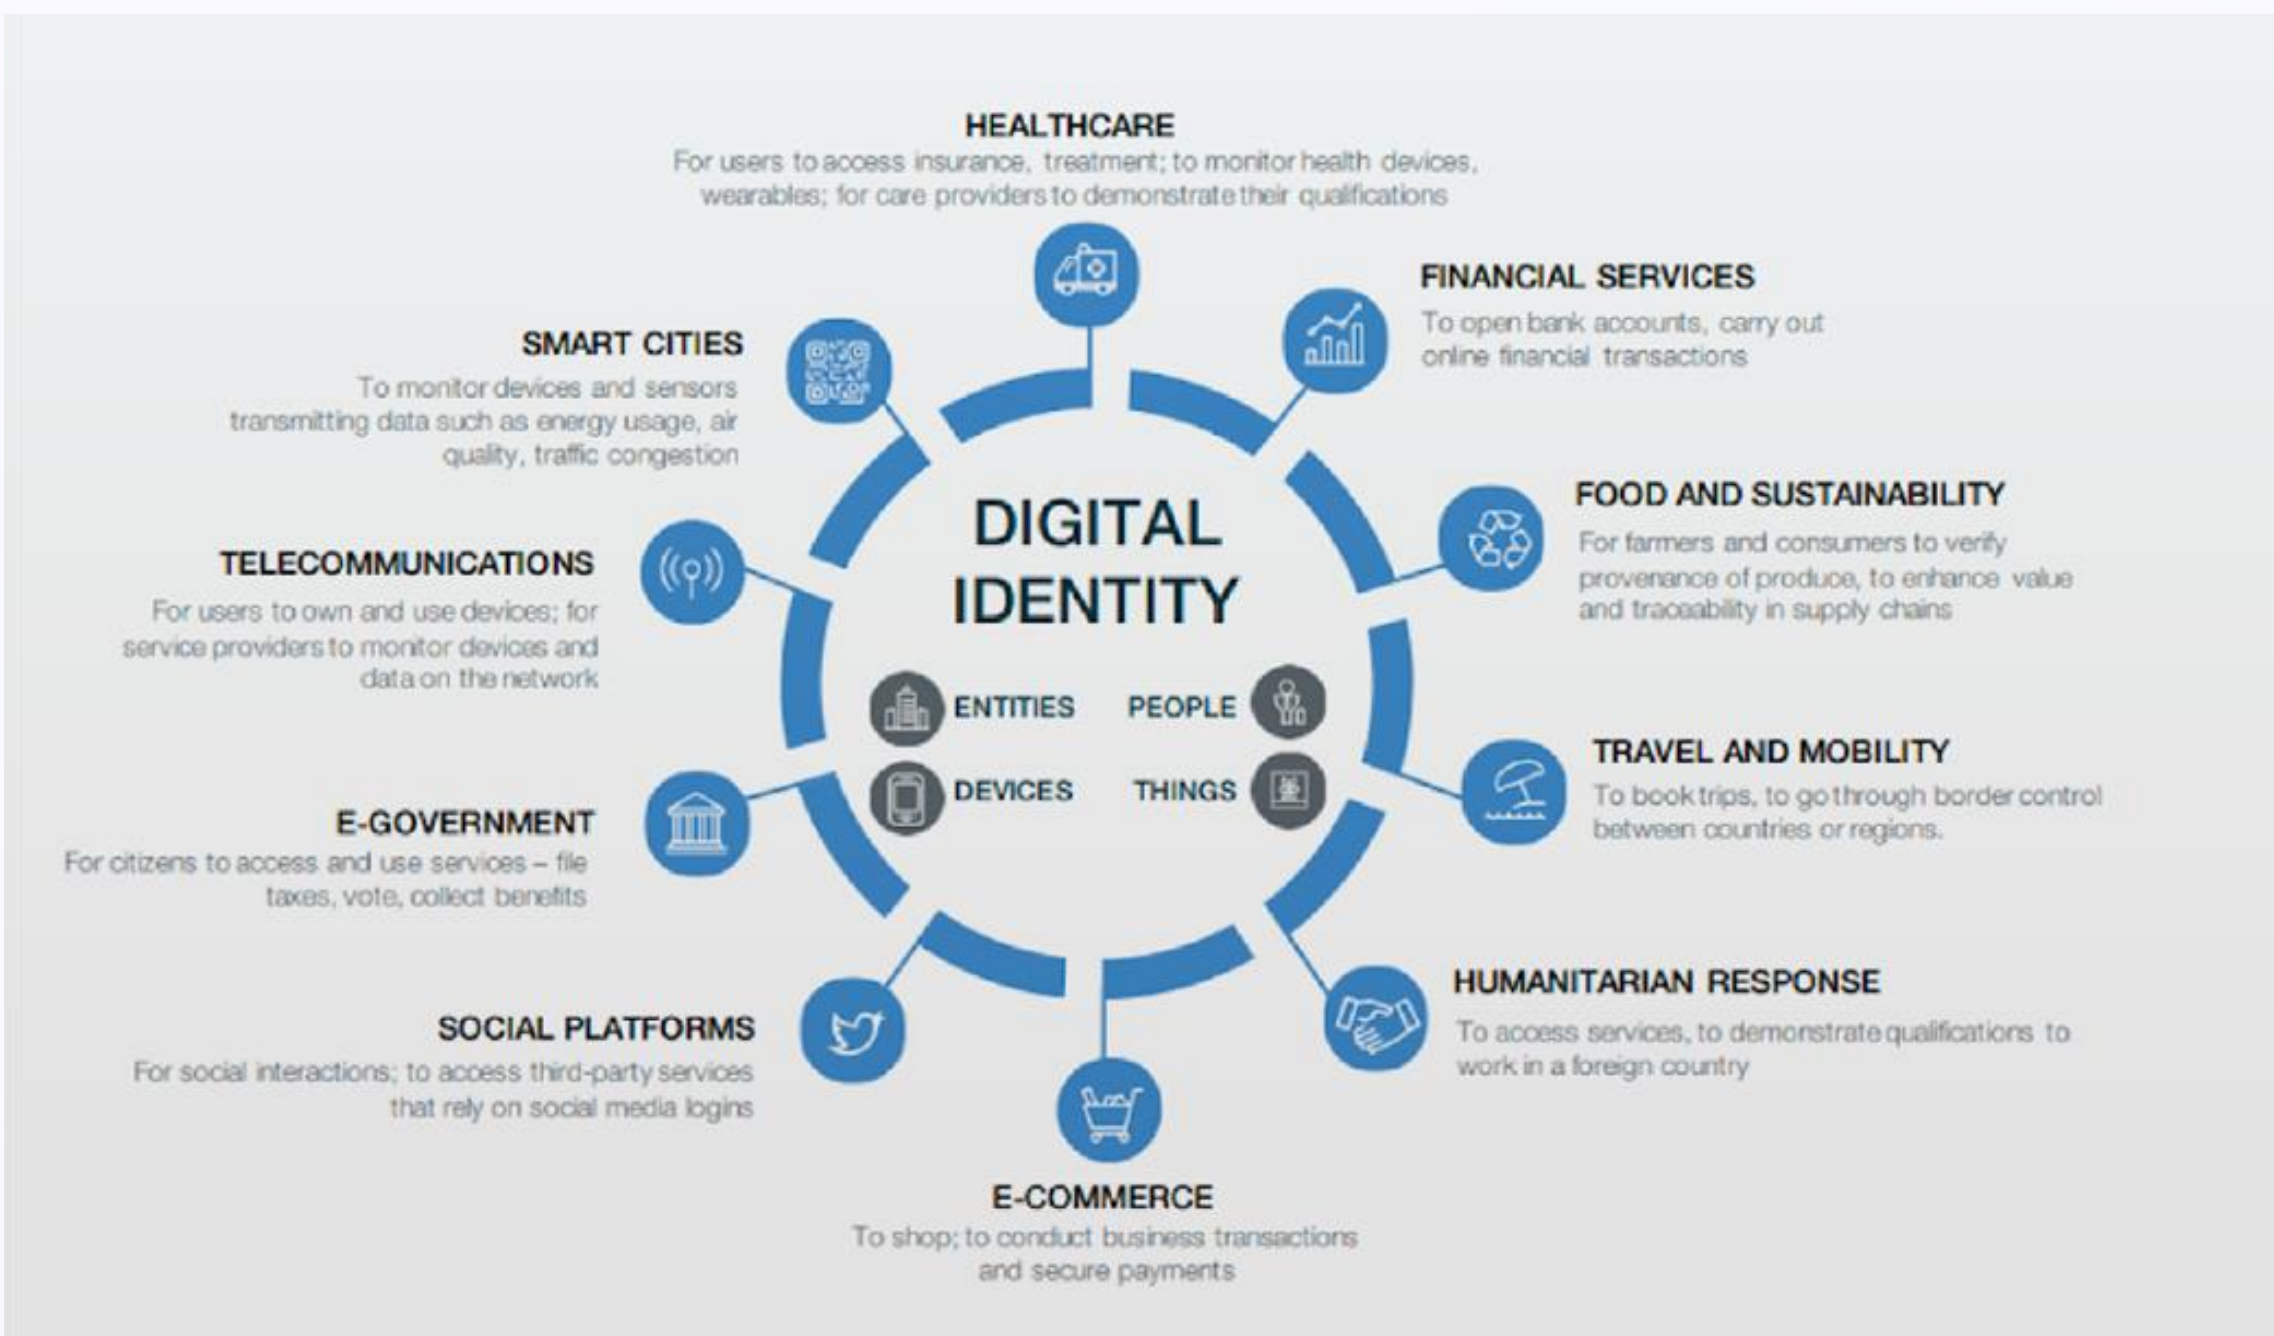 HEALTHCARE
For users to access insurance, treatment; to monitor health devices,
wearables; for care providers to demonstrate their qualifications
FINANCIAL SERVICES
To open bank accounts, carry out
online financial transactions
FOOD AND SUSTAINABILITY
For farmers and consumers to verify
provenance of produce, to enhance value
and traceability in supply chains
TRAVEL AND MOBILITY
To book trips, to go through border control
between countries or regions.
HUMANITARIAN RESPONSE
To access services, to demonstrate qualifications to
work in a foreign country
E-COMMERCE
To shop; to conduct business transactions
and secure payments
SOCIAL PLATFORMS
For social interactions; to access third-party services
that rely on social media logins
E-GOVERNMENT
For citizens to access and use services – file
taxes, vote, collect benefits
TELECOMMUNICATIONS
For users to own and use devices; for
service providers to monitor devices and
data on the network
SMART CITIES
To monitor devices and sensors
transmitting data such as energy usage, air
quality, traffic congestion
DIGITAL
IDENTITY
ENTITIES
PEOPLE
DEVICES
THINGS